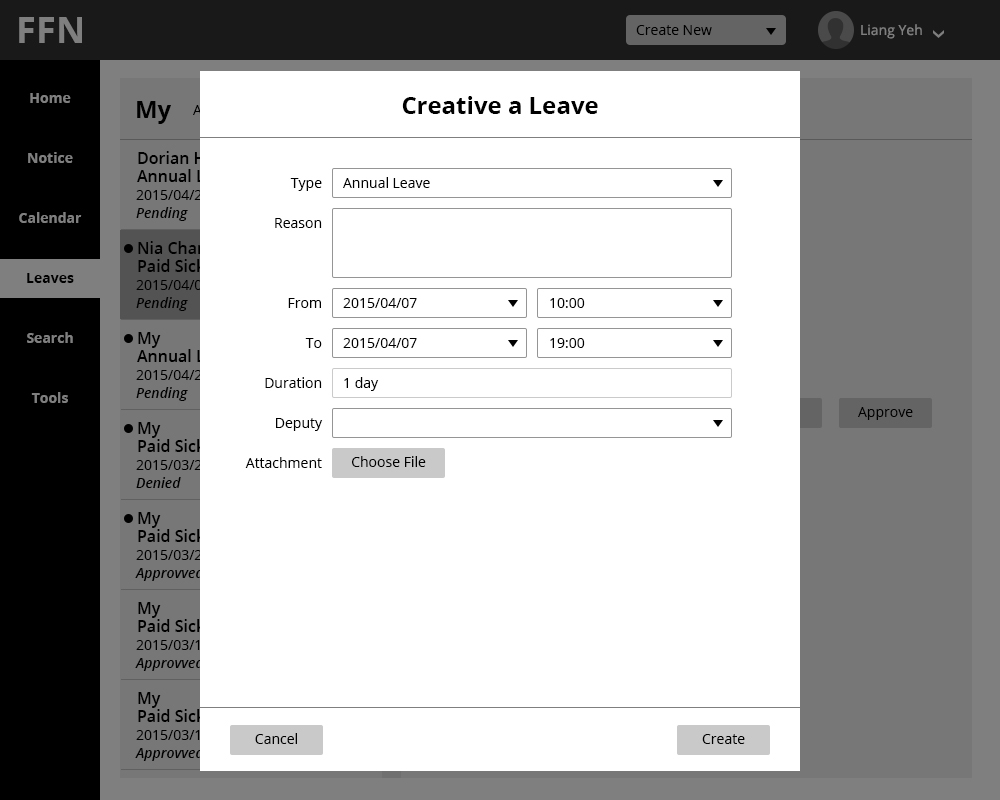 FFN
Create New
Liang Yeh
Home
Notice
Calendar
Leaves
Search
Tools
My A
Dorian H
Annual L
2015/04/2
Pending
Nia Cha
Paid Sick
2015/04/0
Pending
My
Annual L
2015/04/2
Pending
My
Paid Sick
2015/03/2
Denied
My
Paid Sick
2015/03/2
Approvved
My
Paid Sick
2015/03/1
Approvved
My
Paid Sick
2015/03/1
Approvved
Approve
Creative a Leave
Type Annual Leave
Reason
From 2015/04/07 10:00
To 2015/04/07 19:00
Duration 1 day
Deputy
Attachment Choose File
Cancel Create